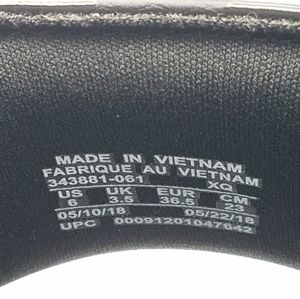 MADE IN VIETNAM
FABRIQUE AU VIETNAM
343881-061 XQ
US UK EUR CM
6 3.5 36.5 23
05/10/18 05/22/18
UPC 00091201047642